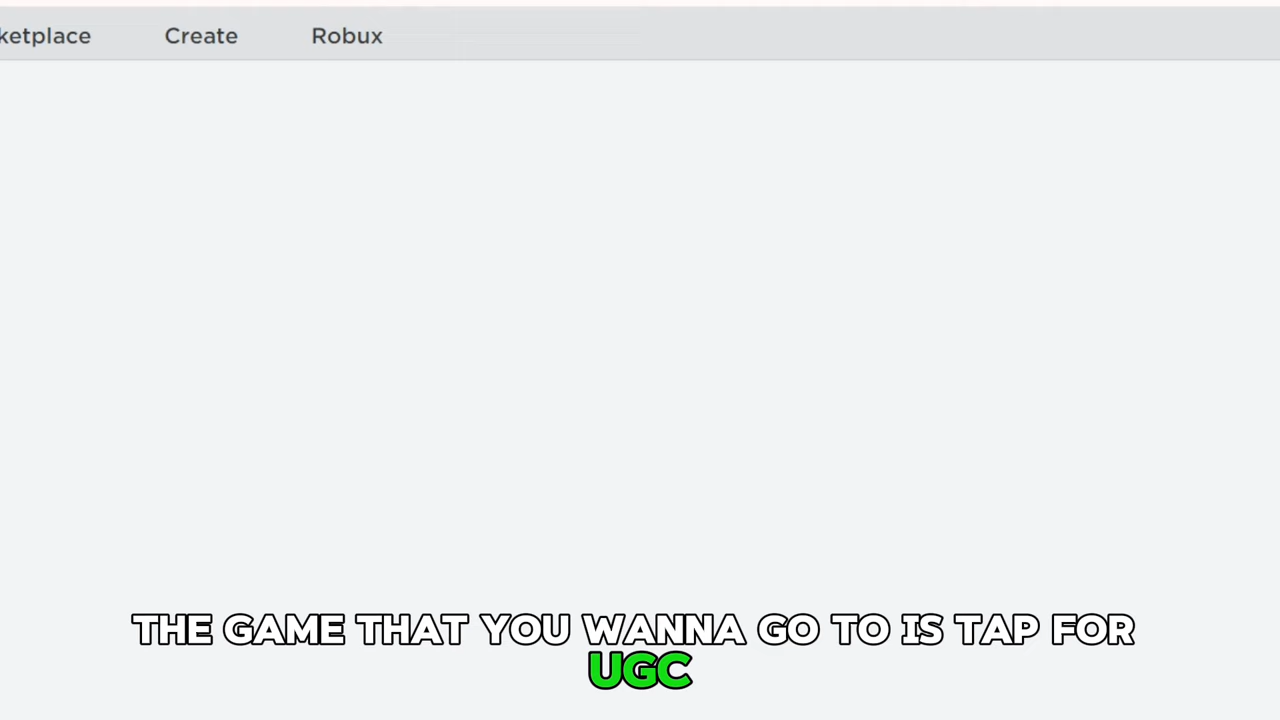 ketplace Create Robux
THE GAME THAT YOU WANNA GO TO IS TAP FOR
UGC